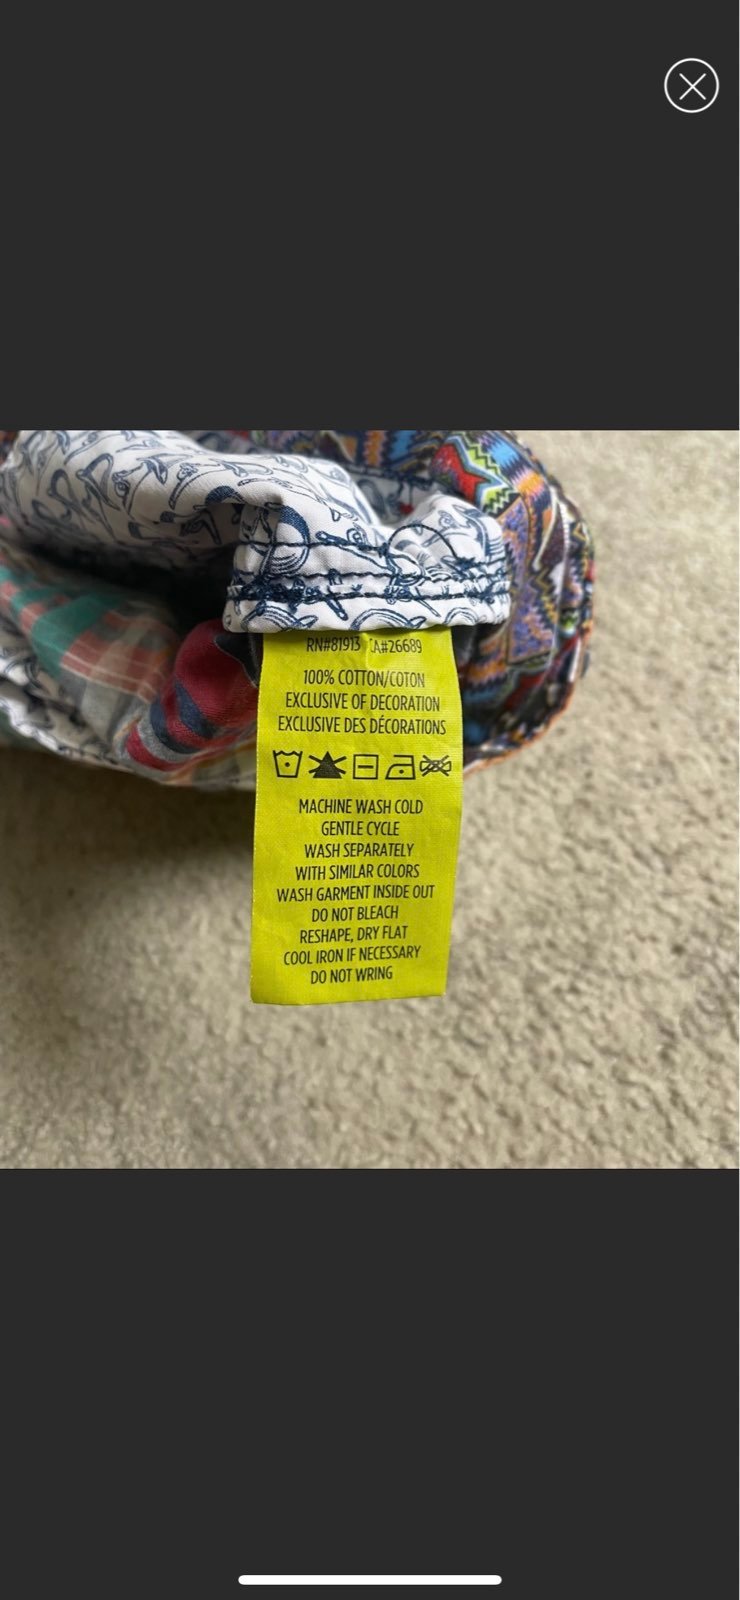 RN#81913 CA#26689
100% COTTON/COTON
EXCLUSIVE OF DECORATION
EXCLUSIVE DES DÉCORATIONS
MACHINE WASH COLD
GENTLE CYCLE
WASH SEPARATELY
WITH SIMILAR COLORS
WASH GARMENT INSIDE OUT
DO NOT BLEACH
RESHAPE, DRY FLAT
COOL IRON IF NECESSARY
DO NOT WRING